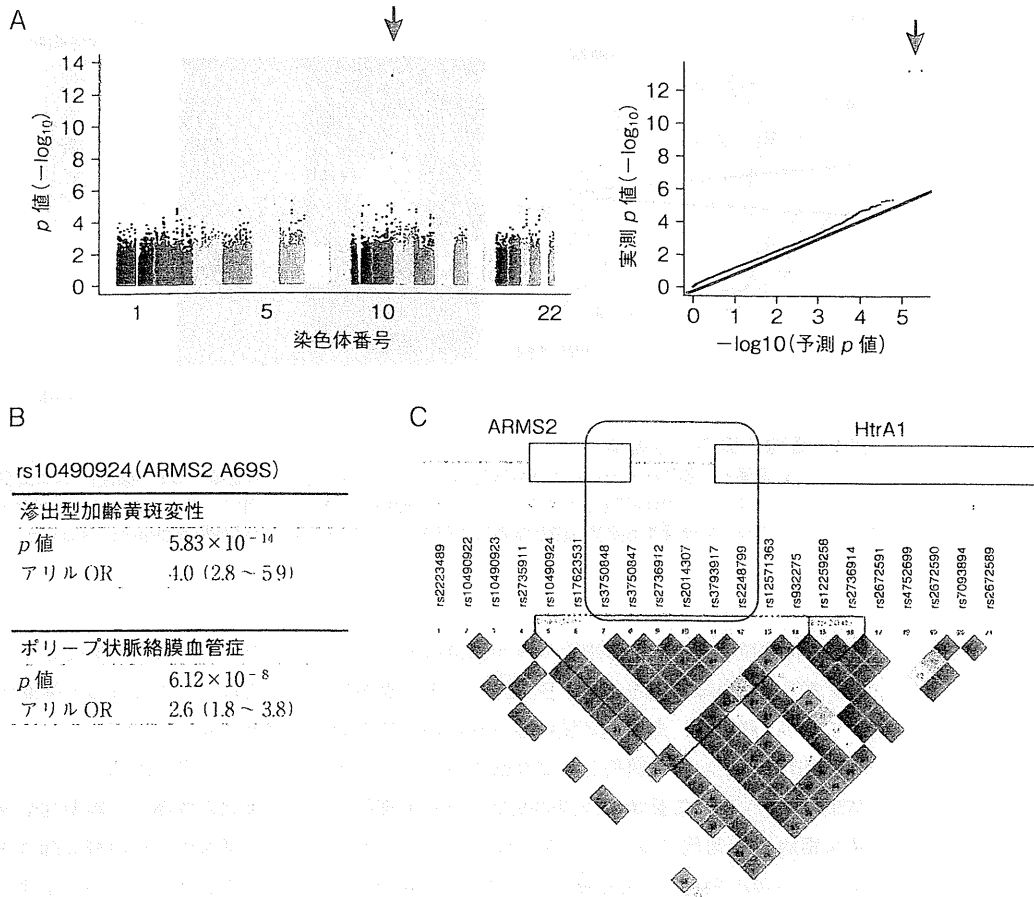 A
14
12
10
8
6
4
2
0
p 値(−log₁₀)
1
5
10
22
染色体番号
12
10
8
6
4
2
0
実測 p 値(−log₁₀)
0
1
2
3
4
5
−log10(予測 p 値)
B
rs10490924(ARMS2 A69S)
滲出型加齢黄斑変性
p 値 5.83×10⁻¹⁴
アリル OR 4.0 (2.8~5.9)
ポリープ状脈絡膜血管症
p 値 6.12×10⁻⁸
アリル OR 2.6 (1.8~3.8)
C
ARMS2
HtrA1
rs2223489
rs10490922
rs10490923
rs2735911
rs10490924
rs17623531
rs3750848
rs3750847
rs2736912
rs2014307
rs3793917
rs2248799
rs12571363
rs932275
rs12259258
rs2736914
rs2672591
rs4752699
rs2672590
rs7093894
rs2672589